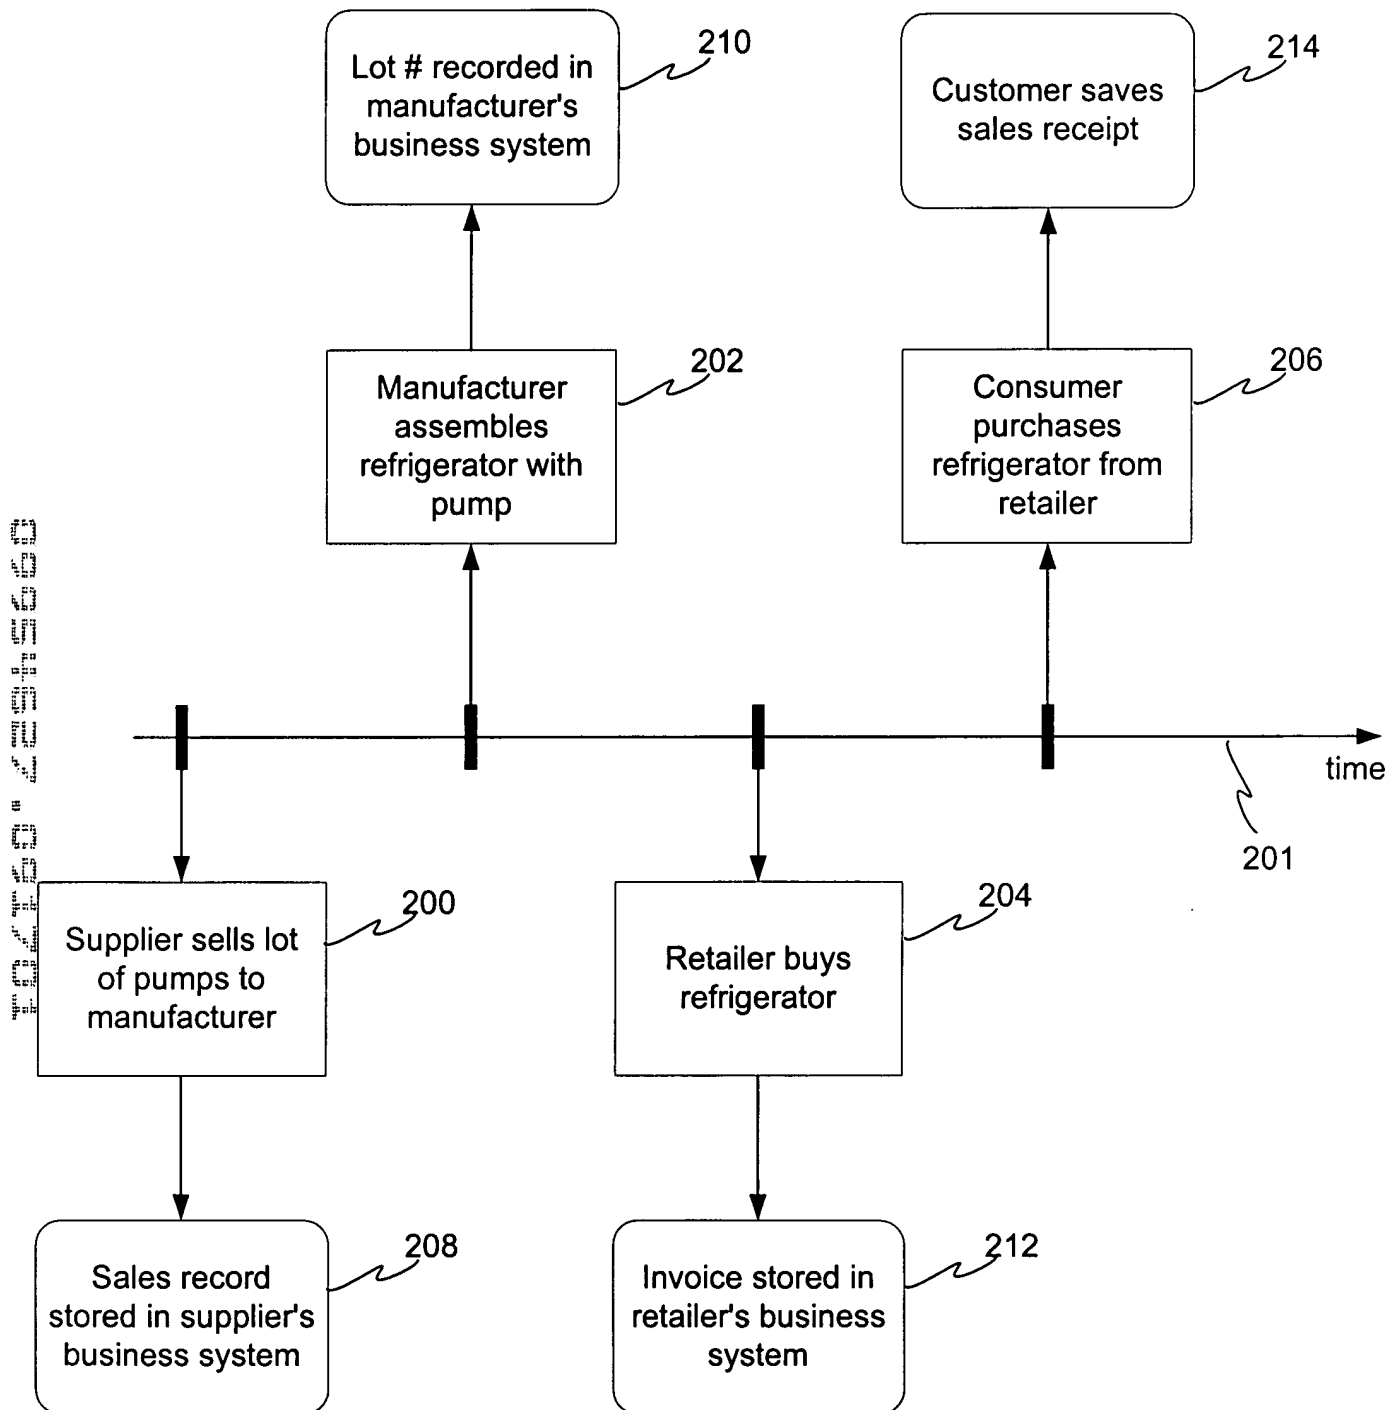 Lot # recorded in
manufacturer's
business system
210
Customer saves
sales receipt
214
Manufacturer
assembles
refrigerator with
pump
202
Consumer
purchases
refrigerator from
retailer
206
time
201
Supplier sells lot
of pumps to
manufacturer
200
Retailer buys
refrigerator
204
Sales record
stored in supplier's
business system
208
Invoice stored in
retailer's business
system
212